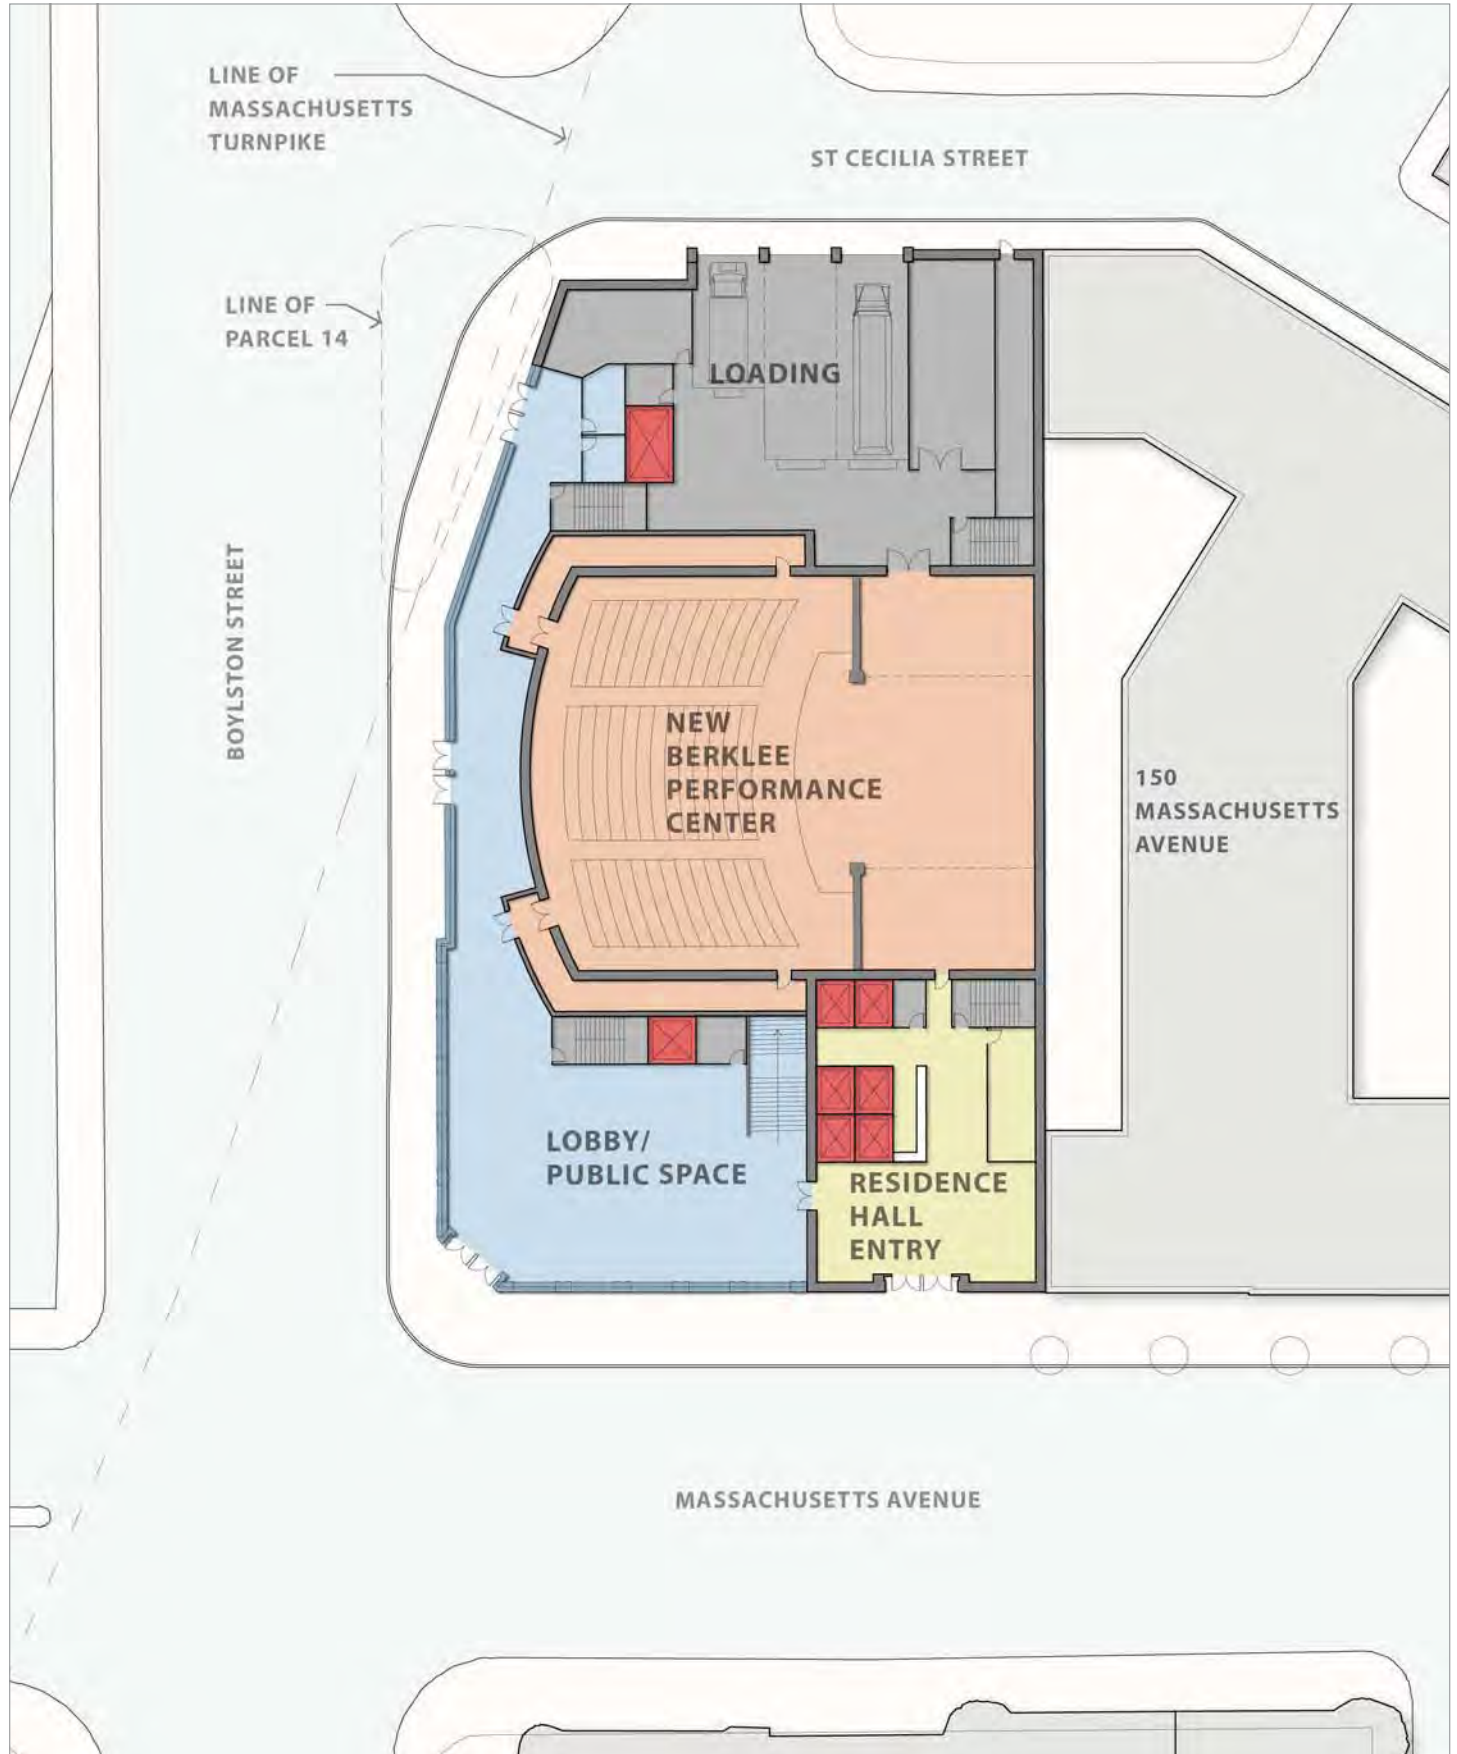 LINE OF
MASSACHUSETTS
TURNPIKE
ST CECILIA STREET
LINE OF
PARCEL 14
LOADING
BOYLSTON STREET
NEW
BERKLEE
PERFORMANCE
CENTER
150
MASSACHUSETTS
AVENUE
LOBBY/
PUBLIC SPACE
RESIDENCE
HALL
ENTRY
MASSACHUSETTS AVENUE